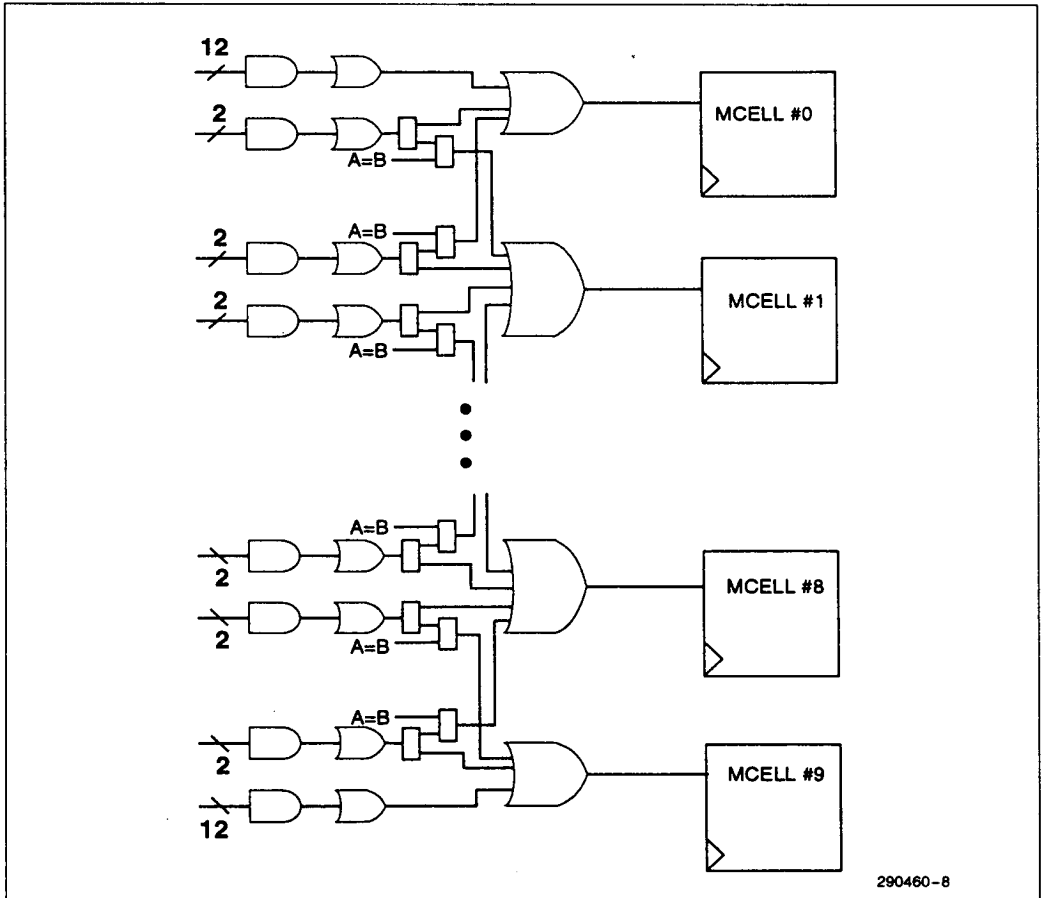 12
MCELL #0
2
A=B
A=B
2
2
MCELL #1
A=B
A=B
2
MCELL #8
2
A=B
A=B
2
MCELL #9
12
290460-8